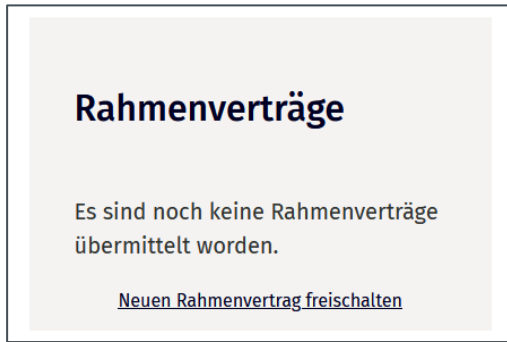 Rahmenverträge
Es sind noch keine Rahmenverträge
übermittelt worden.
Neuen Rahmenvertrag freischalten